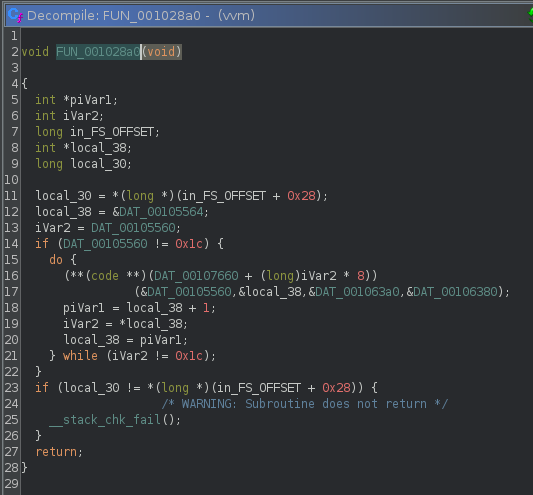 Decompile: FUN_001028a0 - (vvm)
1
2 void FUN_001028a0(void)
3
4 {
5 int *piVar1;
6 int iVar2;
7 long in_FS_OFFSET;
8 int *local_38;
9 long local_30;
10
11 local_30 = *(long *)(in_FS_OFFSET + 0x28);
12 local_38 = &DAT_00105564;
13 iVar2 = DAT_00105560;
14 if (DAT_00105560 != 0x1c) {
15 do {
16 (**(code **)(DAT_00107660 + (long)iVar2 * 8))
17 (&DAT_00105560,&local_38,&DAT_001063a0,&DAT_00106380);
18 piVar1 = local_38 + 1;
19 iVar2 = *local_38;
20 local_38 = piVar1;
21 } while (iVar2 != 0x1c);
22 }
23 if (local_30 != *(long *)(in_FS_OFFSET + 0x28)) {
24 /* WARNING: Subroutine does not return */
25 __stack_chk_fail();
26 }
27 return;
28 }
29